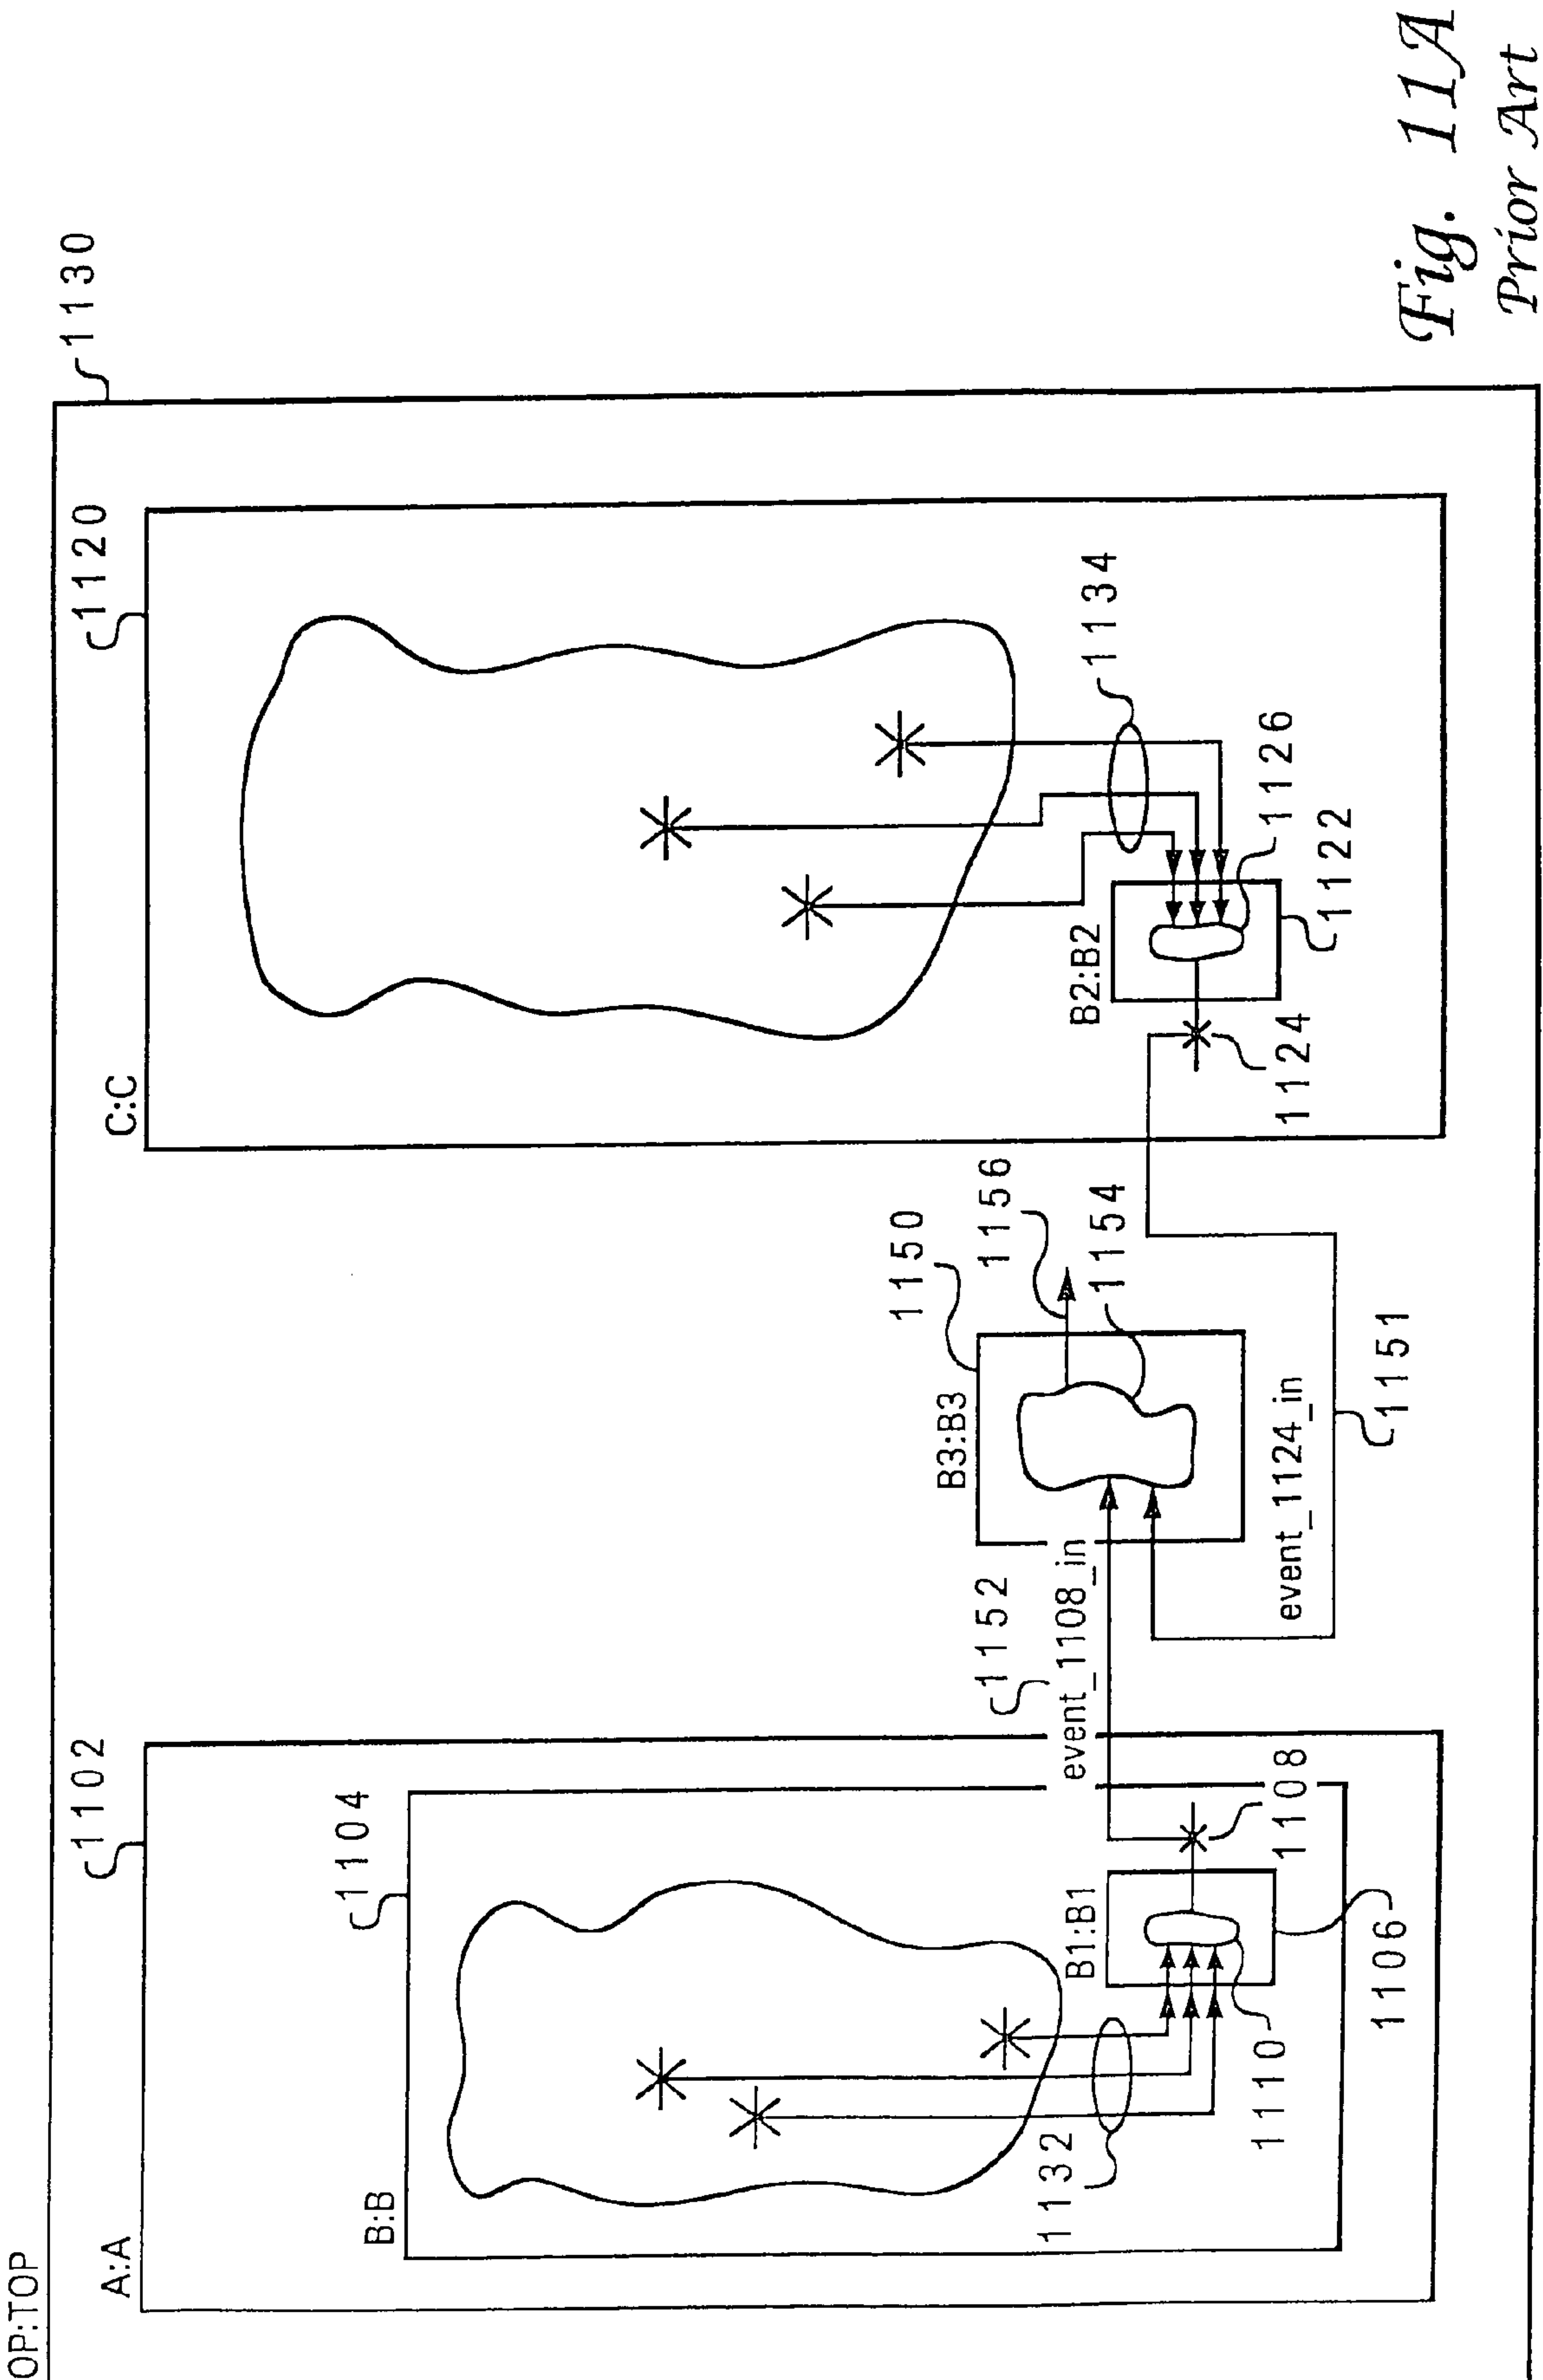 OP:TOP
1130
A:A
1102
B:B
1104
1132
B1:B1
1110
1106
1108
1152
event_1108_in
B3:B3
1150
1156
1154
event_1124_in
1151
C:C
1120
B2:B2
1124
1134
1126
1122
Fig. 11A
Prior Art